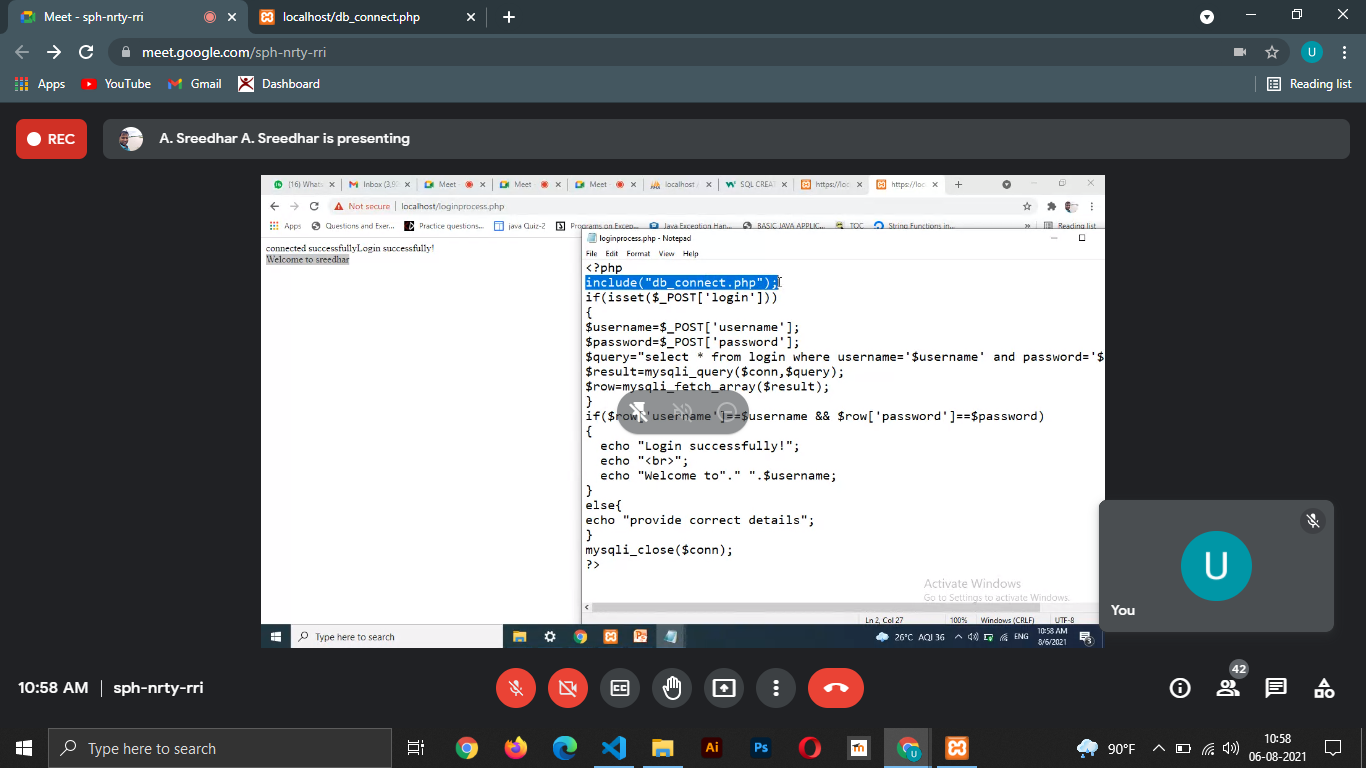 Meet - sph-nrty-rri
localhost/db_connect.php
meet.google.com/sph-nrty-rri
U
Apps
YouTube
Gmail
Dashboard
Reading list
REC
A. Sreedhar A. Sreedhar is presenting
(16) Whats
Inbox (3,9
Meet -
Meet -
Meet -
localhost
SQL CREA
https://loc
https://loc
Not secure
localhost/loginprocess.php
Apps
Questions and Exer...
Practice questions...
java Quiz-2
Programs on Excep...
Java Exception Han...
BASIC JAVA APPLIC...
TOC
String Functions in...
Reading list
connected successfullyLogin successfully!
Welcome to sreedhar
loginprocess.php - Notepad
File Edit Format View Help
<?php
include("db_connect.php");
if(isset($_POST['login']))
{
$username=$_POST['username'];
$password=$_POST['password'];
$query="select * from login where username='$username' and password='$
$result=mysqli_query($conn,$query);
$row=mysqli_fetch_array($result);
}
if($row['username']==$username && $row['password']==$password)
{
echo "Login successfully!";
echo "<br>";
echo "Welcome to"." ".$username;
}
else{
echo "provide correct details";
}
mysqli_close($conn);
?>
Activate Windows
Go to Settings to activate Windows.
Ln 2, Col 27
100%
Windows (CRLF)
UTF-8
Type here to search
26°C AQI 36
ENG
10:58 AM
8/6/2021
3
U
You
10:58 AM
sph-nrty-rri
42
Type here to search
Ai
Ps
m
U
90°F
10:58
06-08-2021